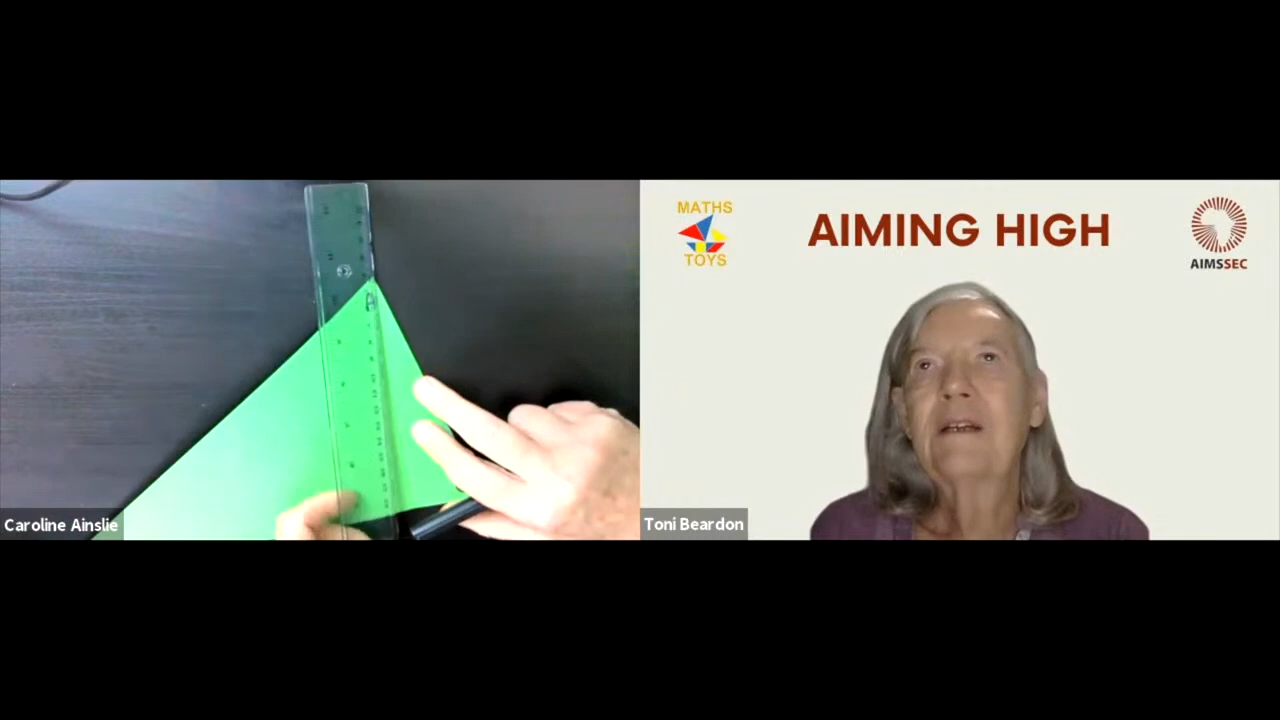 A
Caroline Ainslie
MATHS
TOYS
AIMING HIGH
AIMSSEC
Toni Beardon